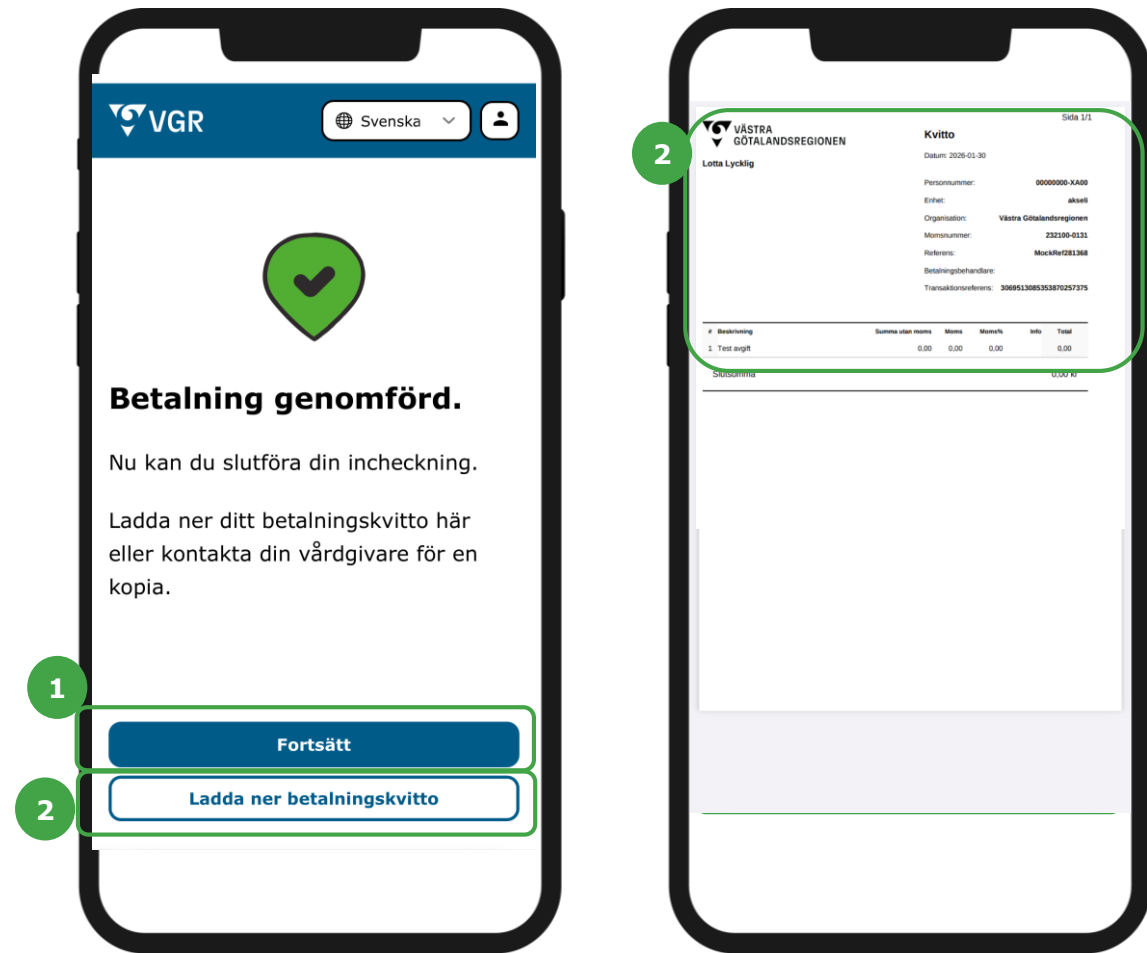 VGR
Svenska
Betalning genomförd.
Nu kan du slutföra din incheckning.
Ladda ner ditt betalningskvitto här
eller kontakta din vårdgivare för en
kopia.
1
Fortsätt
2
Ladda ner betalningskvitto
2
Sida 1/1
VÄSTRA
GÖTALANDSREGIONEN
Kvitto
Datum: 2026-01-30
Lotta Lycklig
Personnummer: 00000000-XA00
Enhet: akseli
Organisation: Västra Götalandsregionen
Momsnummer: 232100-0131
Referens: MockRef281368
Betalningsbehandlare:
Transaktionsreferens: 3069513085353870257375
# Beskrivning Summa utan moms Moms Moms% Info Total
1 Test avgift 0,00 0,00 0,00 0,00
Slutsumma 0,00 kr